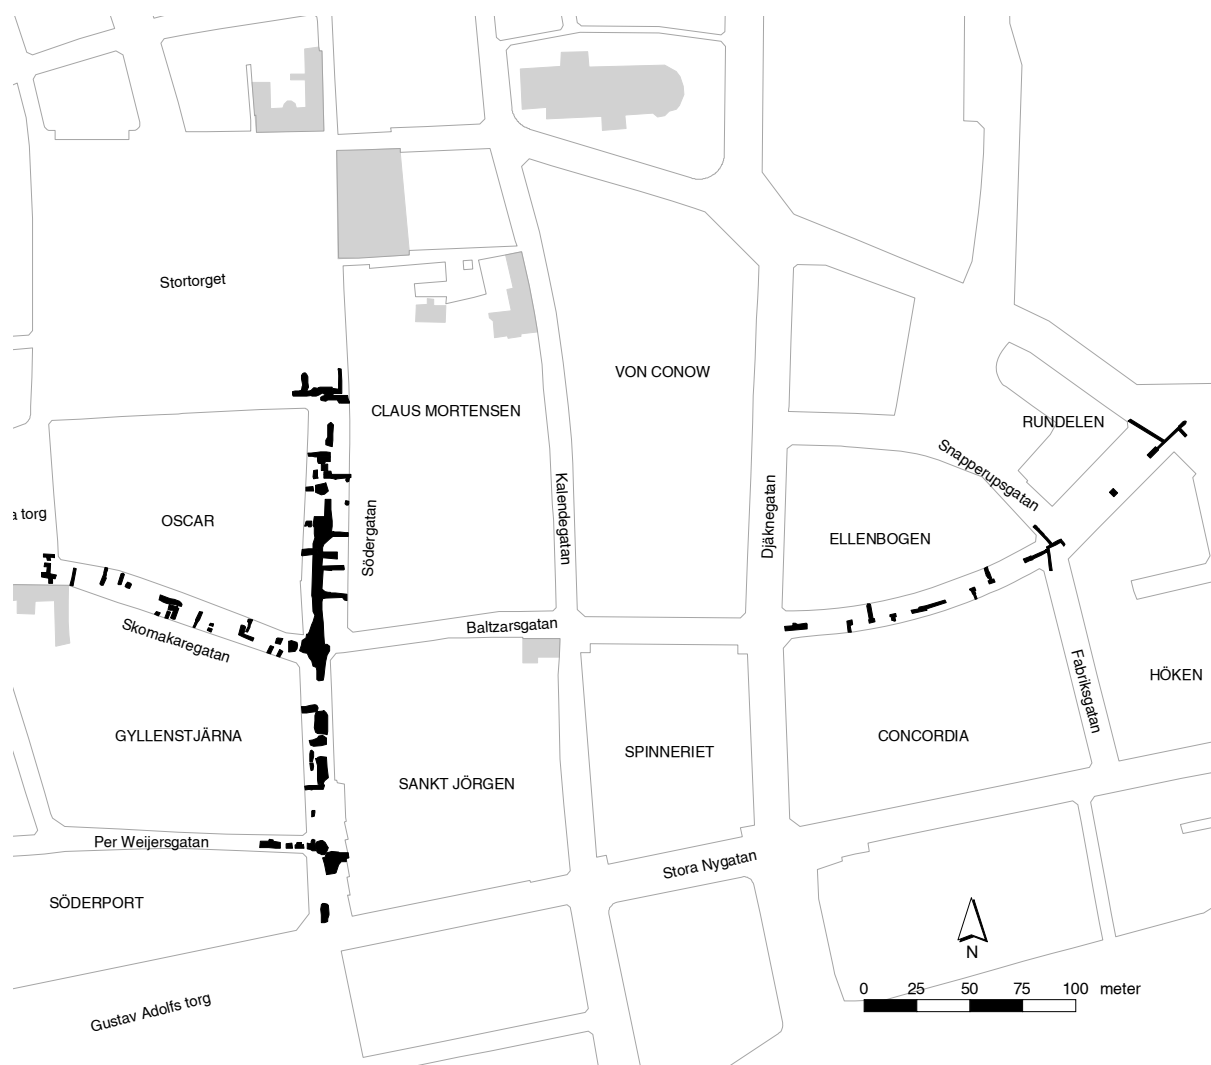 Stortorget
VON CONOW
CLAUS MORTENSEN
RUNDELEN
Snapperupsgatan
Kalendegatan
Djäknegatan
Södergatan
a torg
OSCAR
ELLENBOGEN
Skomakaregatan
Baltzarsgatan
Fabriksgatan
HÖKEN
GYLLENSTJÄRNA
CONCORDIA
SPINNERIET
SANKT JÖRGEN
Per Weijersgatan
Stora Nygatan
SÖDERPORT
N
Gustav Adolfs torg
0 25 50 75 100 meter